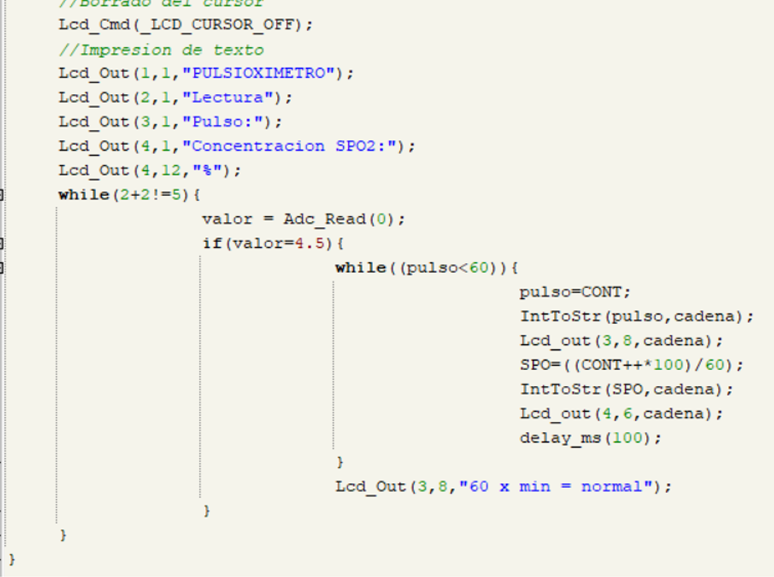 //Borrado del cursor
Lcd_Cmd(_LCD_CURSOR_OFF);
//Impresion de texto
Lcd_Out(1,1,"PULSIOXIMETRO");
Lcd_Out(2,1,"Lectura");
Lcd_Out(3,1,"Pulso:");
Lcd_Out(4,1,"Concentracion SPO2:");
Lcd_Out(4,12,"%");
while(2+2!=5){
valor = Adc_Read(0);
if(valor=4.5){
while((pulso<60)){
pulso=CONT;
IntToStr(pulso,cadena);
Lcd_out(3,8,cadena);
SPO=((CONT++*100)/60);
IntToStr(SPO,cadena);
Lcd_out(4,6,cadena);
delay_ms(100);
}
Lcd_Out(3,8,"60 x min = normal");
}
}
}